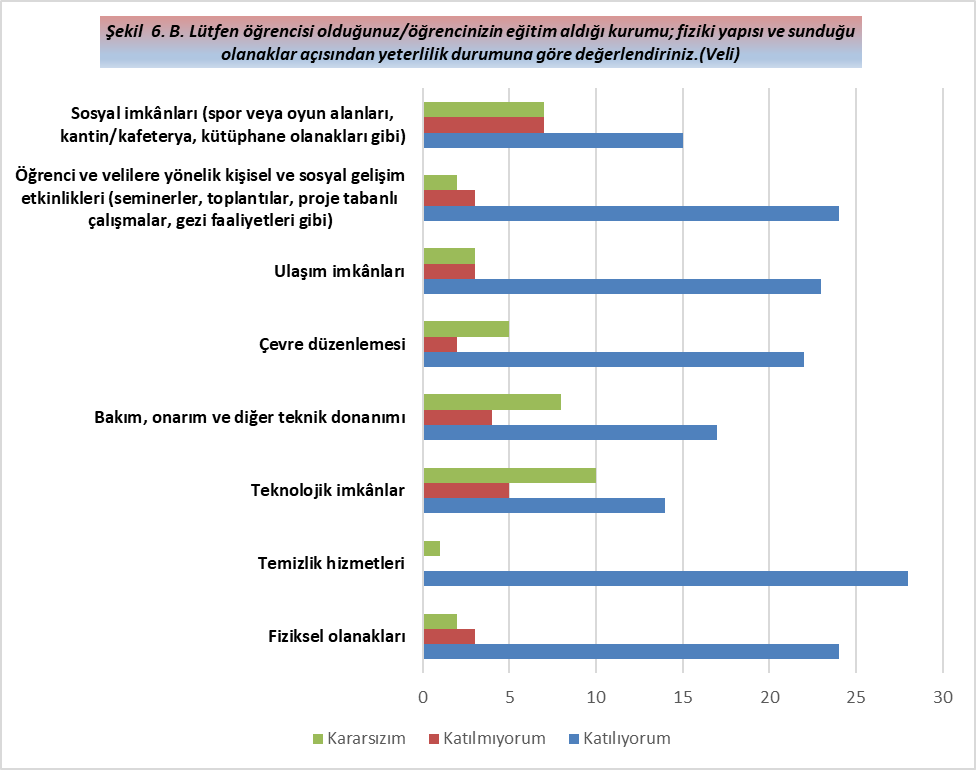 Şekil 6. B. Lütfen öğrencisi olduğunuz/öğrencinizin eğitim aldığı kurumu; fiziki yapısı ve sunduğu
olanaklar açısından yeterlilik durumuna göre değerlendiriniz.(Veli)
Sosyal imkânları (spor veya oyun alanları,
kantin/kafeterya, kütüphane olanakları gibi)
Öğrenci ve velilere yönelik kişisel ve sosyal gelişim
etkinlikleri (seminerler, toplantılar, proje tabanlı
çalışmalar, gezi faaliyetleri gibi)
Ulaşım imkânları
Çevre düzenlemesi
Bakım, onarım ve diğer teknik donanımı
Teknolojik imkânlar
Temizlik hizmetleri
Fiziksel olanakları
0 5 10 15 20 25 30
Kararsızım Katılmıyorum Katılıyorum